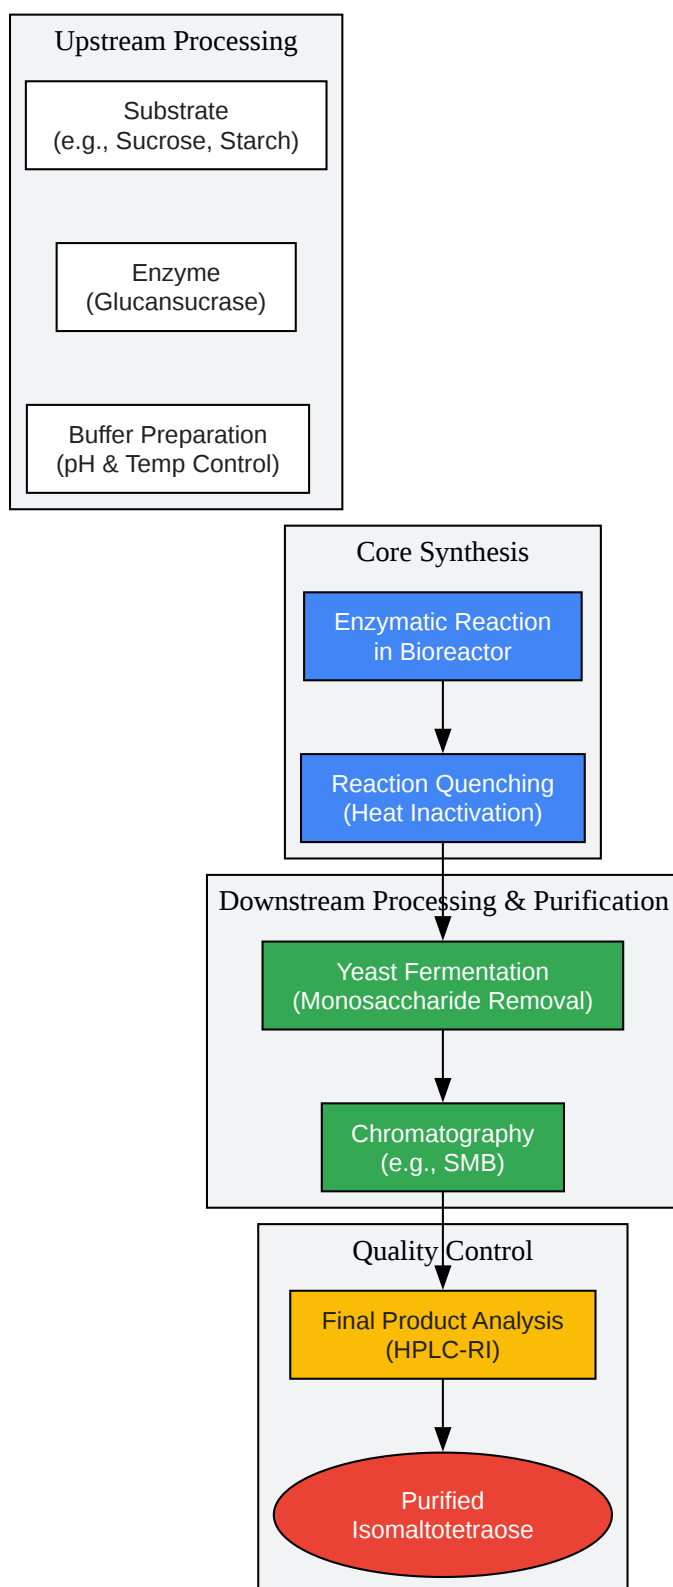 Upstream Processing
Substrate
(e.g., Sucrose, Starch)
Enzyme
(Glucansucrase)
Buffer Preparation
(pH & Temp Control)
Core Synthesis
Enzymatic Reaction
in Bioreactor
Reaction Quenching
(Heat Inactivation)
Downstream Processing & Purification
Yeast Fermentation
(Monosaccharide Removal)
Chromatography
(e.g., SMB)
Quality Control
Final Product Analysis
(HPLC-RI)
Purified
Isomaltotetraose